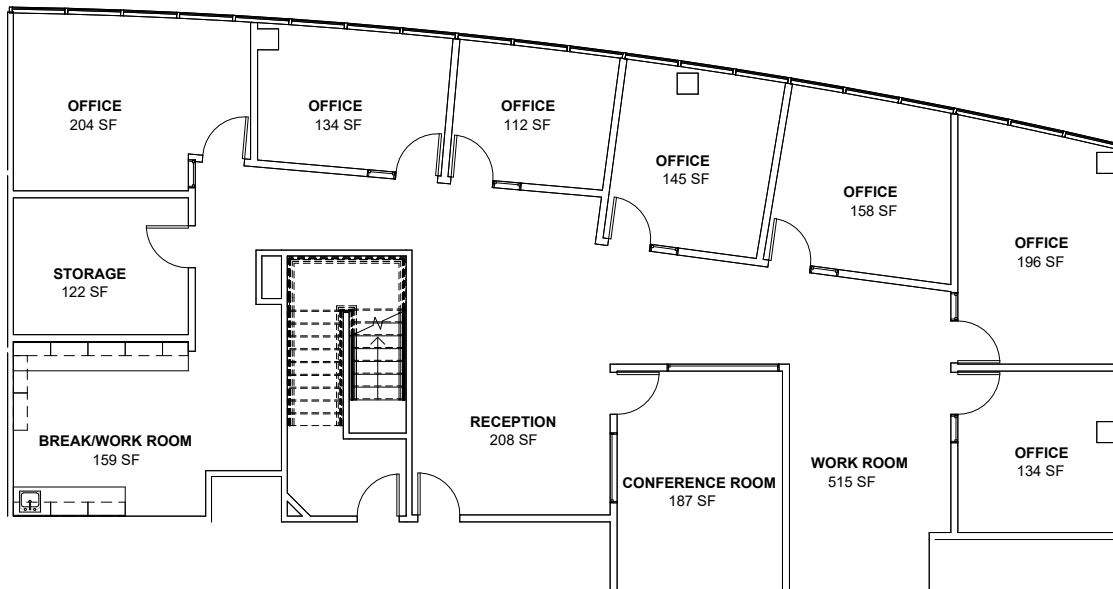 OFFICE
204 SF
OFFICE
134 SF
OFFICE
112 SF
OFFICE
145 SF
OFFICE
158 SF
OFFICE
196 SF
STORAGE
122 SF
BREAK/WORK ROOM
159 SF
RECEPTION
208 SF
CONFERENCE ROOM
187 SF
WORK ROOM
515 SF
OFFICE
134 SF